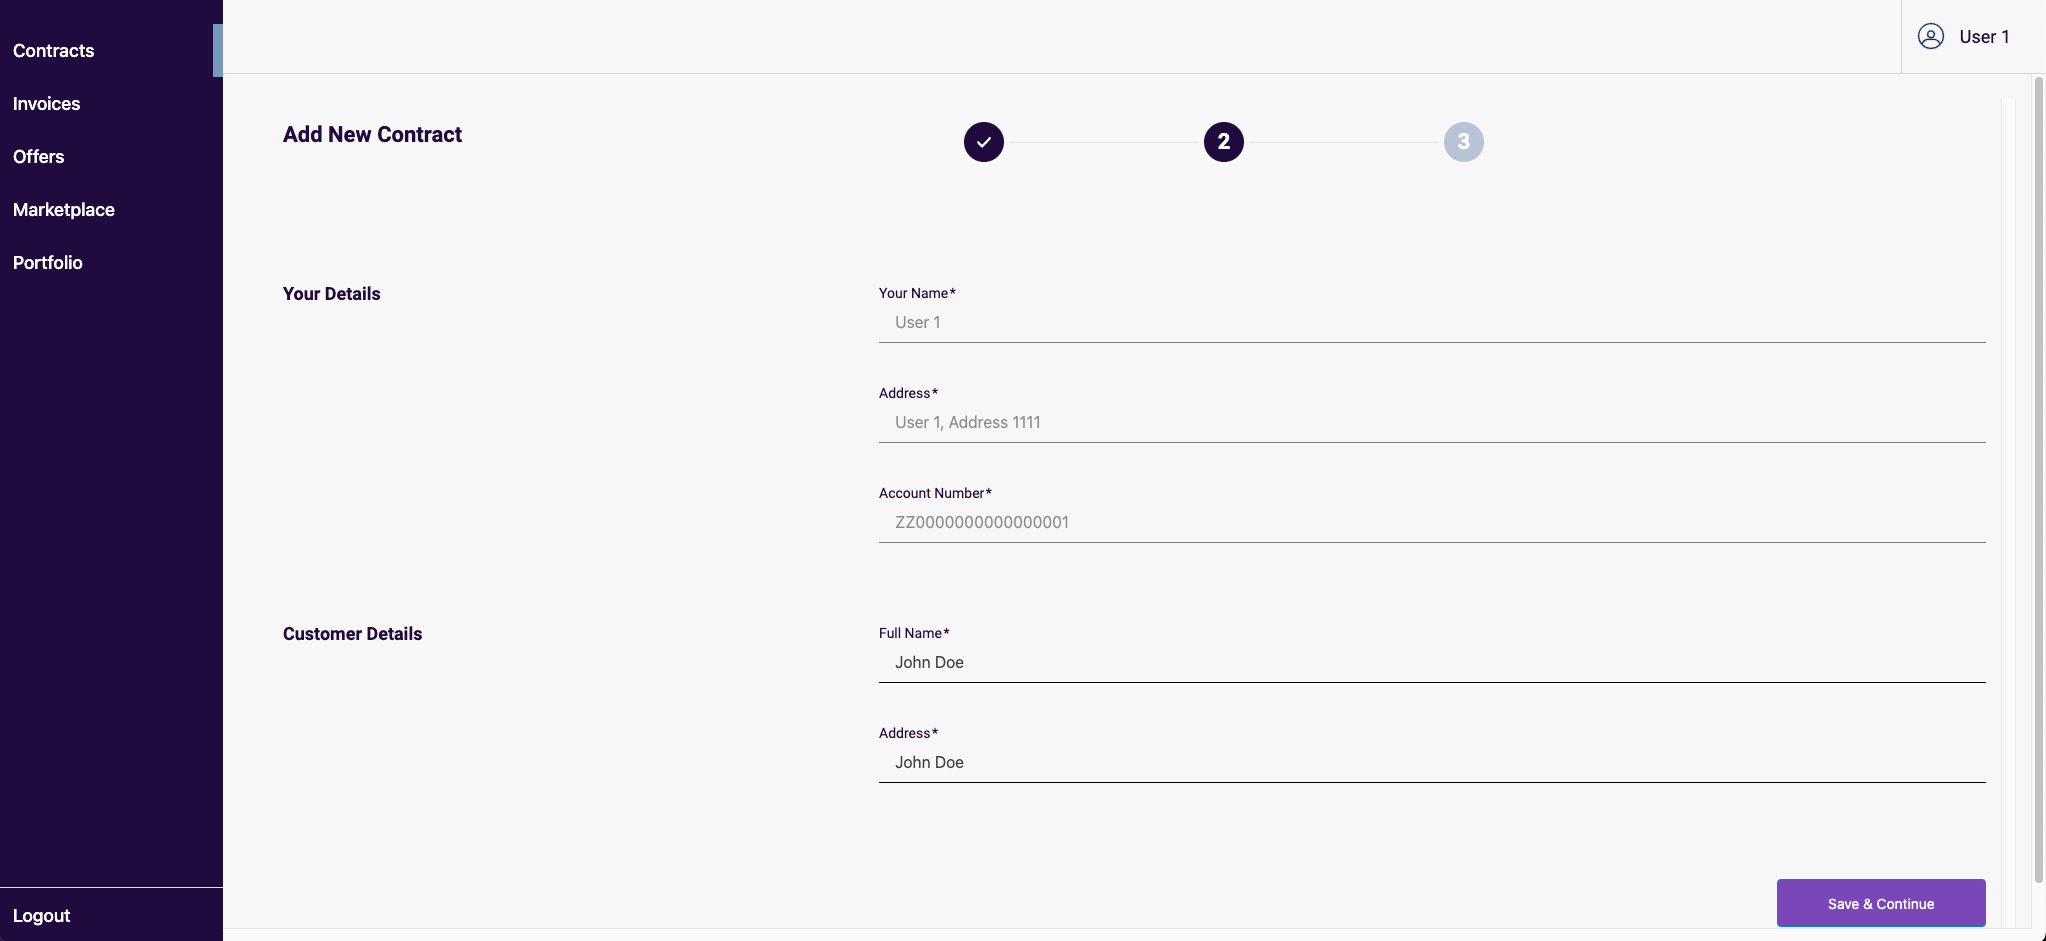 Contracts
Invoices
Offers
Marketplace
Portfolio
Logout
User 1
Add New Contract
2
3
Your Details
Your Name*
User 1
Address*
User 1, Address 1111
Account Number*
ZZ0000000000000001
Customer Details
Full Name*
John Doe
Address*
John Doe
Save & Continue